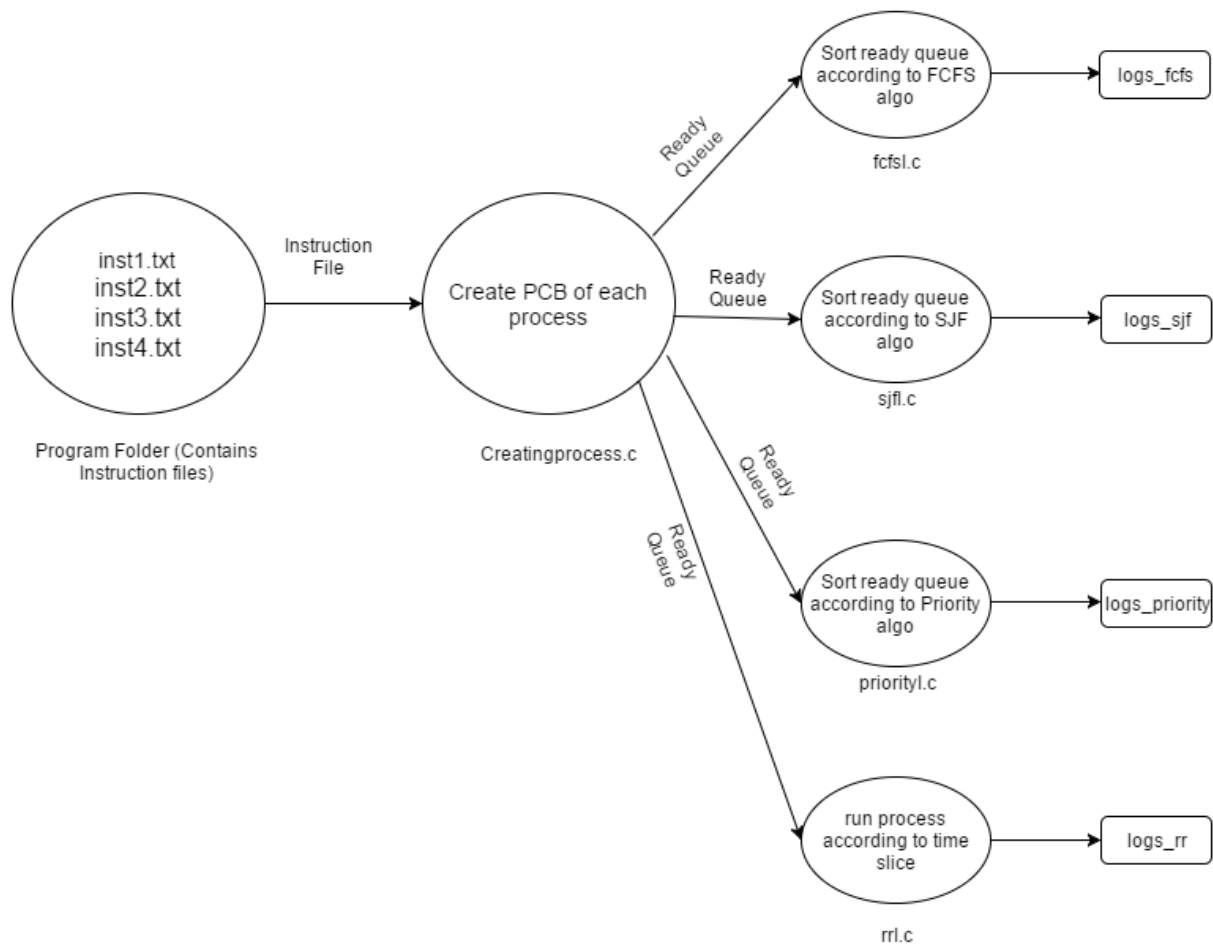 inst1.txt
inst2.txt
inst3.txt
inst4.txt
Program Folder (Contains
Instruction files)
Instruction
File
Create PCB of each
process
Creatingprocess.c
Ready
Queue
Sort ready queue
according to FCFS
algo
fcfsl.c
logs_fcfs
Ready
Queue
Sort ready queue
according to SJF
algo
sjfl.c
logs_sjf
Ready
Queue
Sort ready queue
according to Priority
algo
priorityl.c
logs_priority
Ready
Queue
run process
according to time
slice
rrl.c
logs_rr